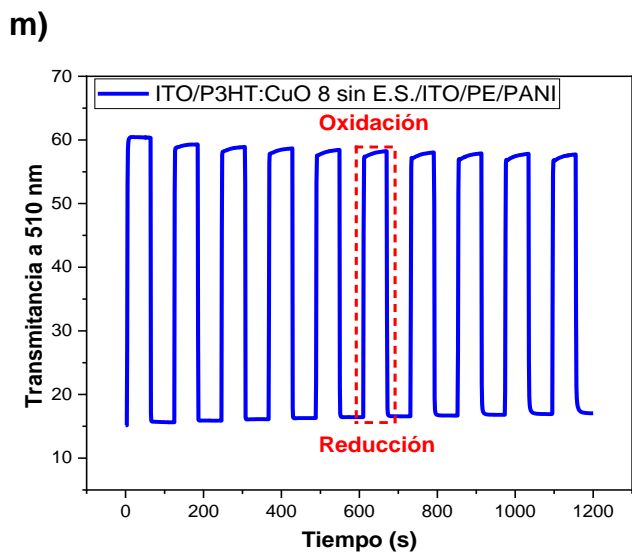 m)
ITO/P3HT:CuO 8 sin E.S./ITO/PE/PANI
Oxidación
Reducción
Transmitancia a 510 nm
70
60
50
40
30
20
10
0 200 400 600 800 1000 1200
Tiempo (s)